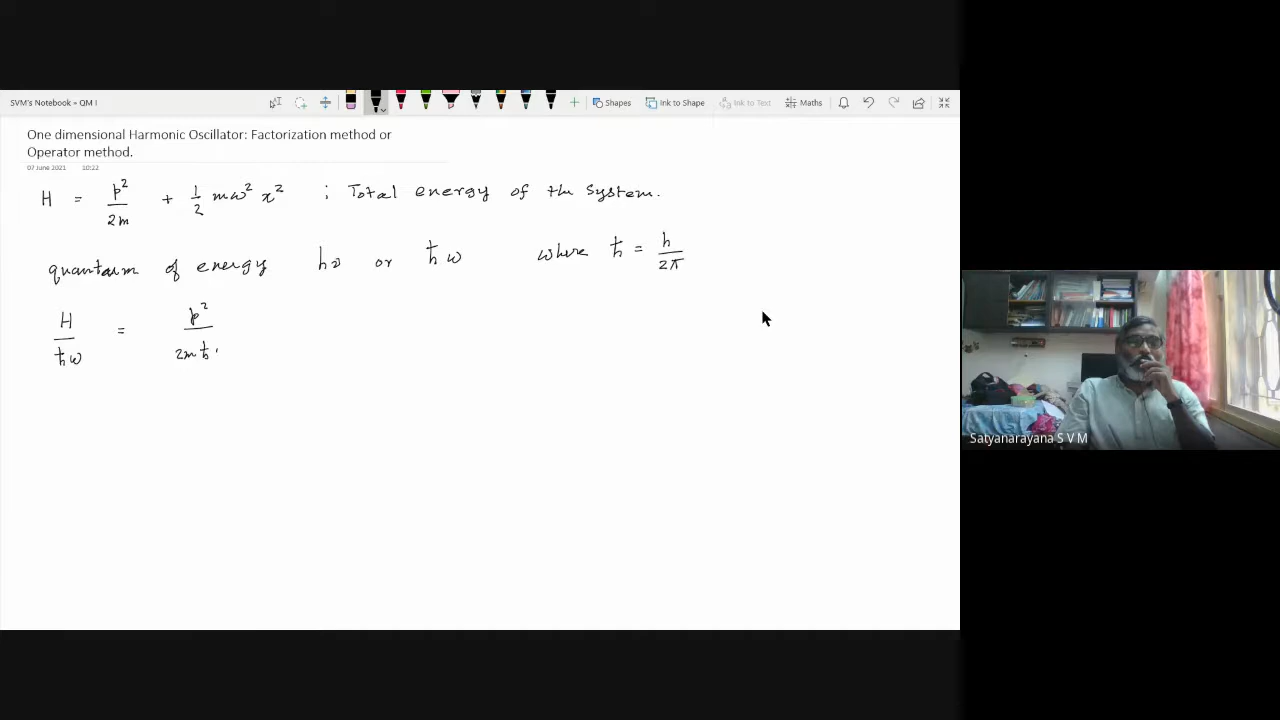 SVM's Notebook » QM I
Shapes Ink to Shape Ink to Text Maths
One dimensional Harmonic Oscillator: Factorization method or
Operator method.
07 June 2021 10:22
H = p²/2m + 1/2 mω² x² ; Total energy of the System.
quantum of energy hν or ħω where ħ = h/2π
H/ħω = p²/2mħ
Satyanarayana S V M